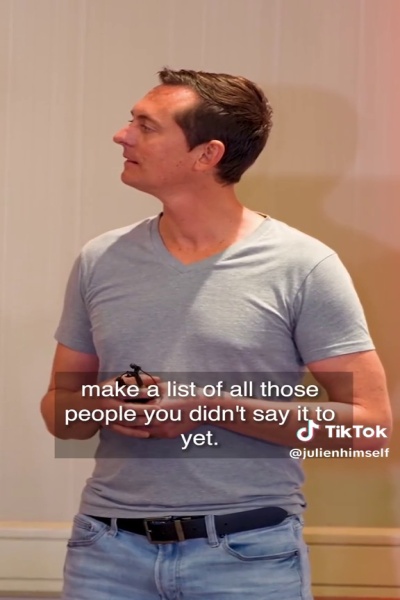 make a list of all those
people you didn't say it to
yet.
TikTok
@julienhimself